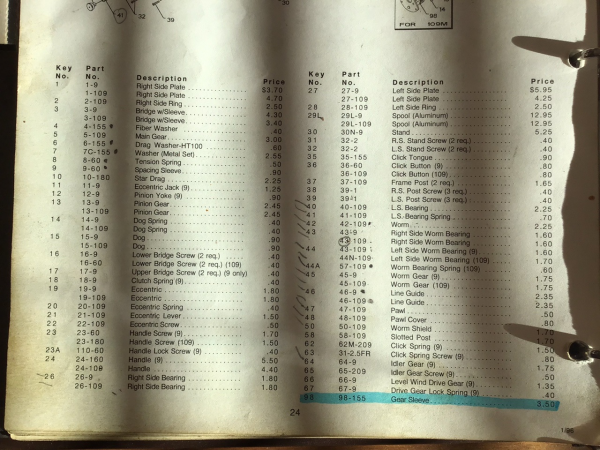 32
39
30
14
98
FOR 109M
Key No. Part No. Description Price
1 1-9 Right Side Plate $3.70
1-109 Right Side Plate 4.70
2 2-109 Right Side Ring 2.50
3 3-9 Bridge w/Sleeve 4.30
3-109 Bridge w/Sleeve 3.40
4 4-155 Fiber Washer .40
5 5-109 Main Gear 3.00
6 6-155 Drag Washer-HT100 .60
7 7C-155 Washer (Metal Set) 2.55
8 8-60 Tension Spring .50
9 9-60 Spacing Sleeve .90
10 10-180 Star Drag 2.25
11 11-9 Eccentric Jack (9) 1.25
12 12-9 Pinion Yoke (9) .90
13 13-9 Pinion Gear 2.45
13-109 Pinion Gear 2.45
14 14-9 Dog Spring .40
14-109 Dog Spring .40
15 15-9 Dog .90
15-109 Dog .90
16 16-9 Lower Bridge Screw (2 req.) .40
16-60 Lower Bridge Screw (2 req.) (109) .40
17 17-9 Upper Bridge Screw (2 req.) (9 only) .40
18 18-9 Clutch Spring (9) .40
19 19-9 Eccentric 1.80
19-109 Eccentric 1.80
20 20-109 Eccentric Spring .40
21 21-109 Eccentric Lever 1.50
22 22-109 Eccentric Screw .50
23 23-60 Handle Screw (9) 1.70
23-180 Handle Screw (109) 1.50
23A 110-60 Handle Lock Screw (9) .40
24 24-160 Handle (9) 5.50
24-109 Handle 4.40
26 26-9 Right Side Bearing 1.80
26-109 Right Side Bearing 1.80
Key No. Part No. Description Price
27 27-9 Left Side Plate $5.95
27-109 Left Side Plate 4.25
28 28-109 Left Side Ring 2.50
29L 29L-9 Spool (Aluminum) 12.95
29L-109 Spool (Aluminum) 12.95
30 30N-9 Stand 5.25
31 32-2 R.S. Stand Screw (2 req.) .40
32 32-2 L.S. Stand Screw (2 req.) .40
35 35-155 Click Tongue .90
36 36-60 Click Button (9) .80
36-109 Click Button (109) .80
37 37-109 Frame Post (2 req.) 1.65
38 39-1 R.S. Post Screw (3 req.) .40
39 39-1 L.S. Post Screw (3 req.) .40
40 40-109 L.S. Bearing 2.25
41 41-109 L.S.-Bearing Spring .70
42 42-109 Worm 2.25
43 43-9 Right Side Worm Bearing 1.60
43-109 Right Side Worm Bearing 1.60
44 44-109 Left Side Worm Bearing (9) 1.60
44N-109 Left Side Worm Bearing (109) 1.70
44A 57-109 Worm Bearing Spring (109) .60
45 45-9 Worm Gear (9) 1.75
45-109 Worm Gear (109) 1.75
46 46-9 Line Guide 2.35
46-109 Line Guide 2.35
47 47-109 Pawl .50
48 48-109 Pawl Cover .80
50 50-109 Worm Shield 1.70
58 58-109 Slotted Post 1.70
62 62M-209 Click Spring (9) .50
63 31-2.5FR Click Spring Screw (9) .80
64 64-9 Idler Gear (9) 1.75
65 65-209 Idler Gear Screw (9) .50
66 66-9 Level Wind Drive Gear (9) 1.35
67 67-9 Drive Gear Lock Spring (9) .40
98 98-155 Gear Sleeve 3.50
24